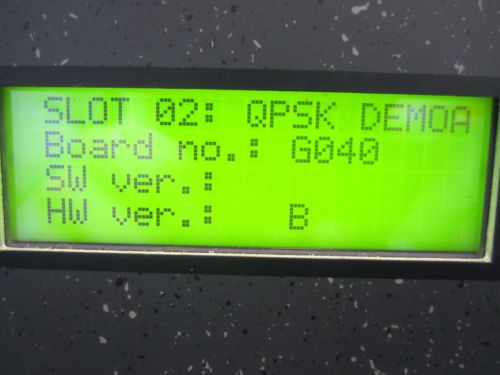 SLOT 02: QPSK DEMOA
Board no.: G040
SW ver.:
HW ver.: B